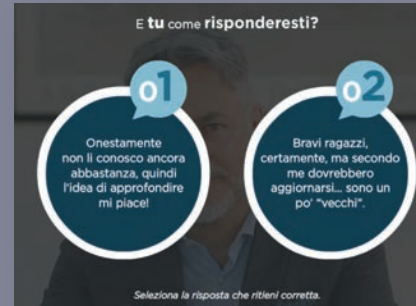 E tu come risponderesti?
01
Onestamente
non li conosco ancora
abbastanza, quindi
l'idea di approfondire
mi piace!
02
Bravi ragazzi,
certamente, ma secondo
me dovrebbero
aggiornarsi... sono un
po' "vecchi".
Seleziona la risposta che ritieni corretta.